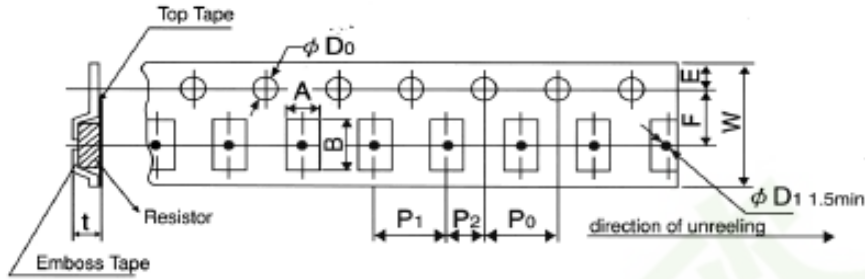 Top Tape
φ D0
A
B
E
F
W
t
Resistor
Emboss Tape
P1
P2
P0
φ D1 1.5min
direction of unreeling